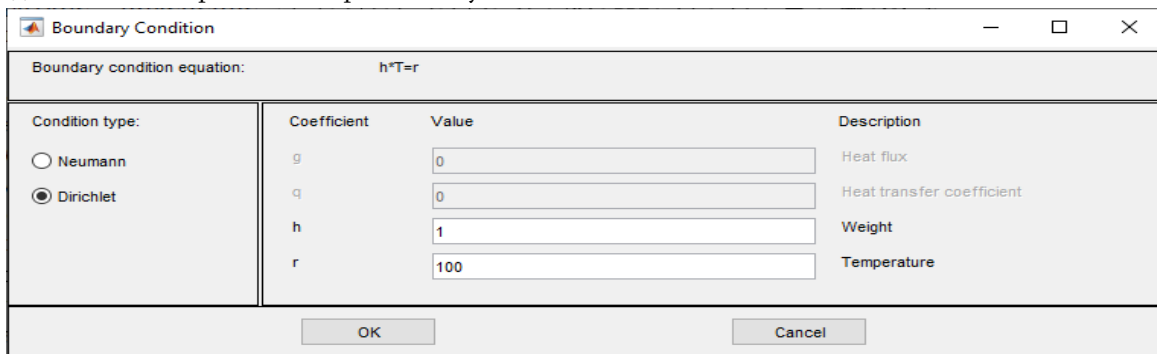 Boundary Condition
Boundary condition equation: h*T=r
Condition type: Coefficient Value Description
Neumann g 0 Heat flux
Dirichlet q 0 Heat transfer coefficient
h 1 Weight
r 100 Temperature
OK Cancel